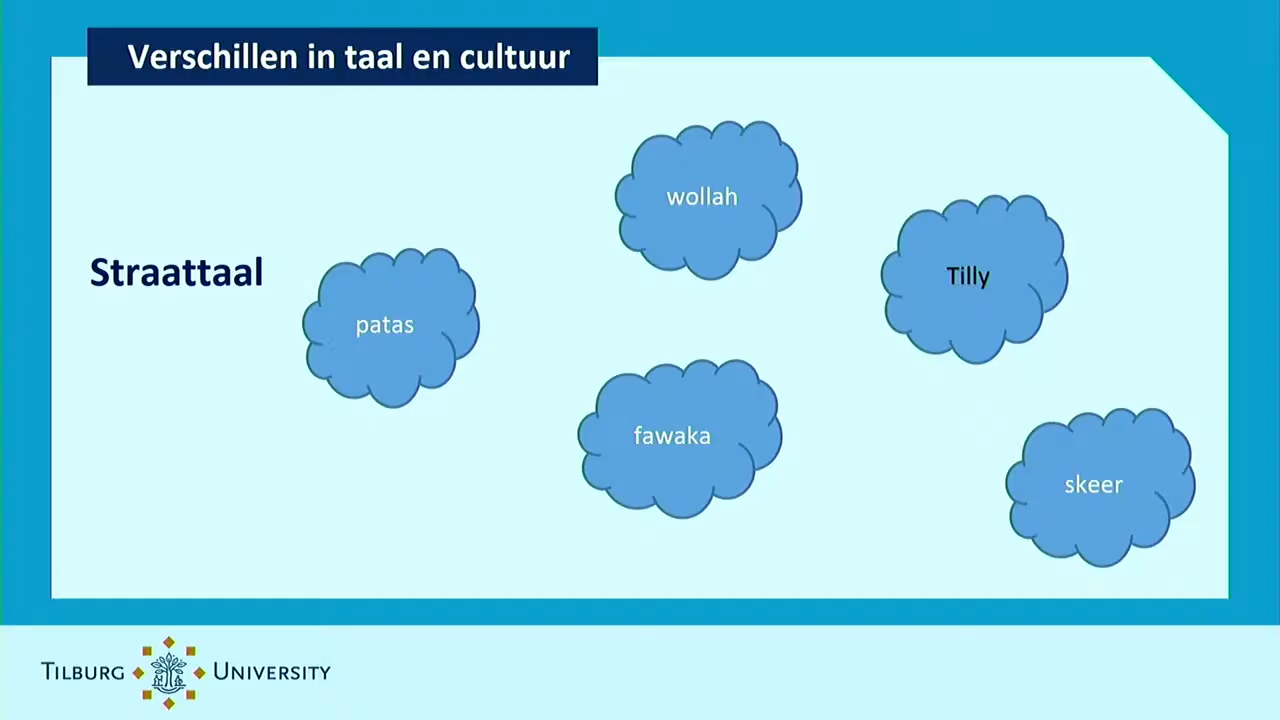 Verschillen in taal en cultuur
wollah
Tilly
Straattaal
patas
fawaka
skeer
TILBURG UNIVERSITY